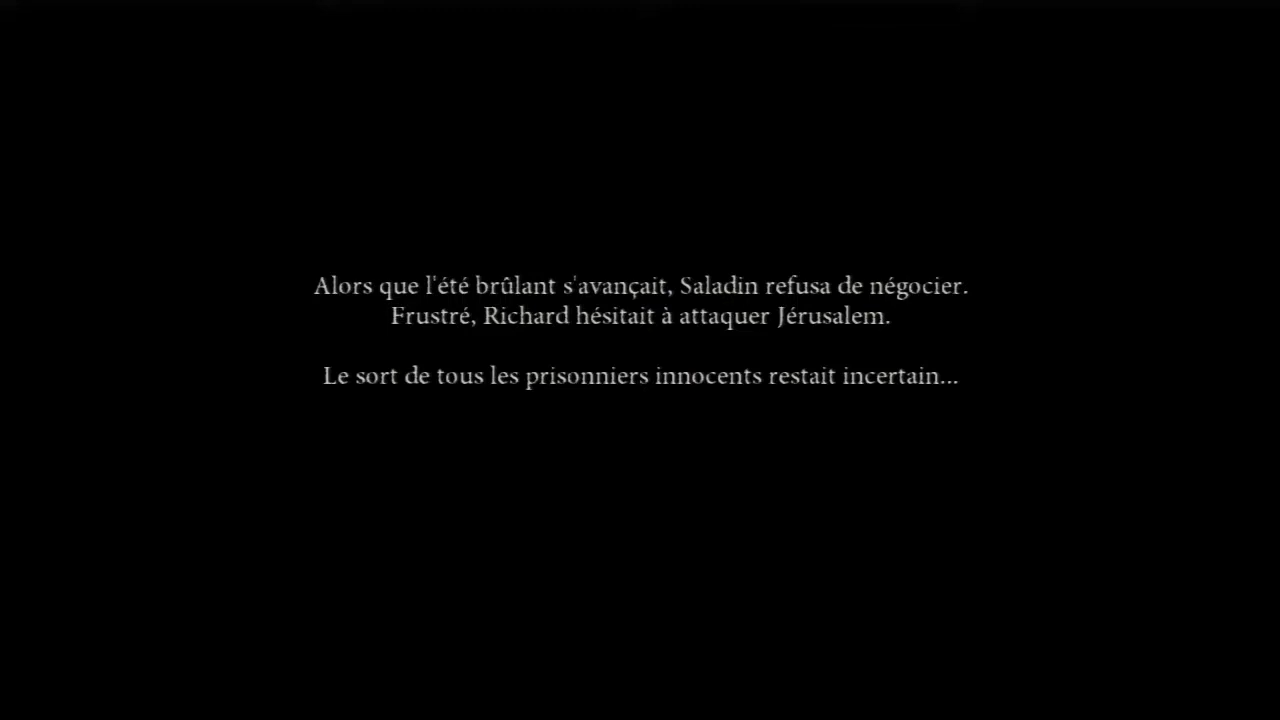 Alors que l'été brûlant s'avançait, Saladin refusa de négocier.
Frustré, Richard hésitait à attaquer Jérusalem.
Le sort de tous les prisonniers innocents restait incertain...